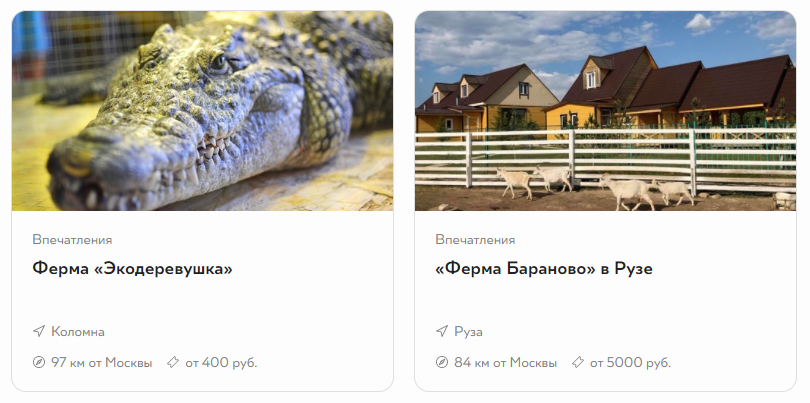 Впечатления
Ферма «Экодеревушка»
Коломна
97 км от Москвы от 400 руб.
Впечатления
«Ферма Бараново» в Рузе
Руза
84 км от Москвы от 5000 руб.